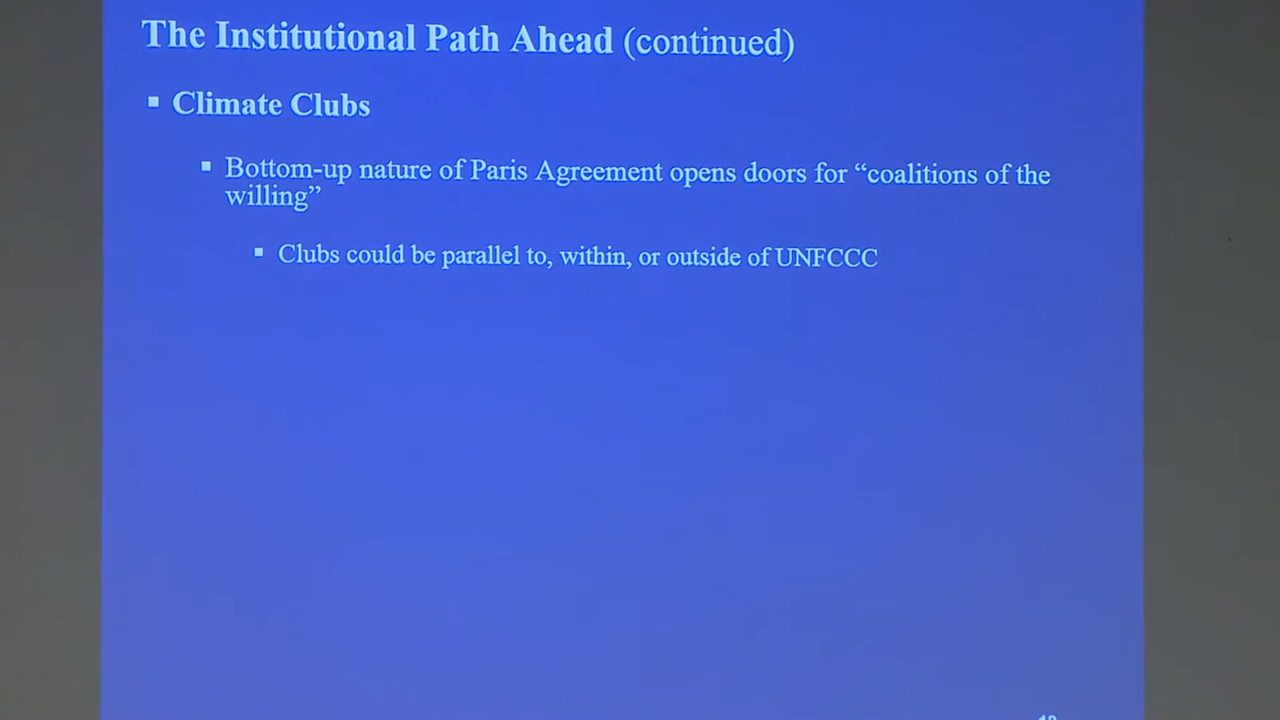 The Institutional Path Ahead (continued)
▪ Climate Clubs
▪ Bottom-up nature of Paris Agreement opens doors for “coalitions of the
willing”
▪ Clubs could be parallel to, within, or outside of UNFCCC